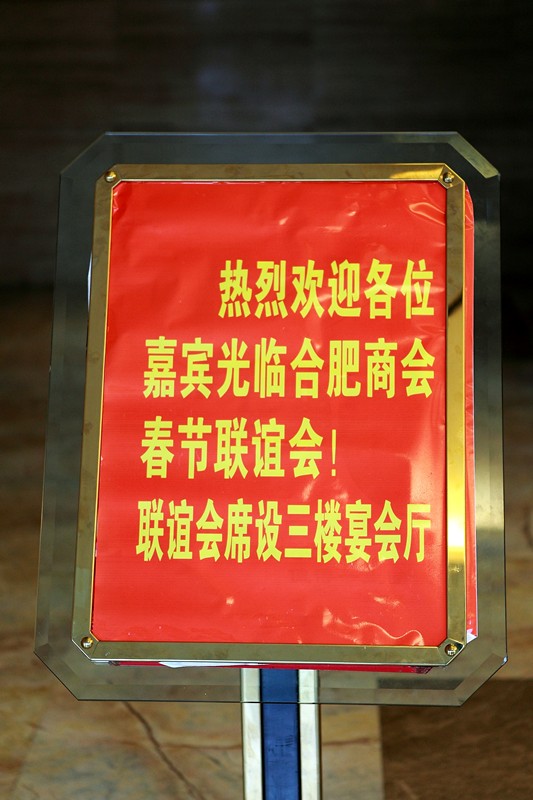 热烈欢迎各位
嘉宾光临合肥商会
春节联谊会！
联谊会席设三楼宴会厅